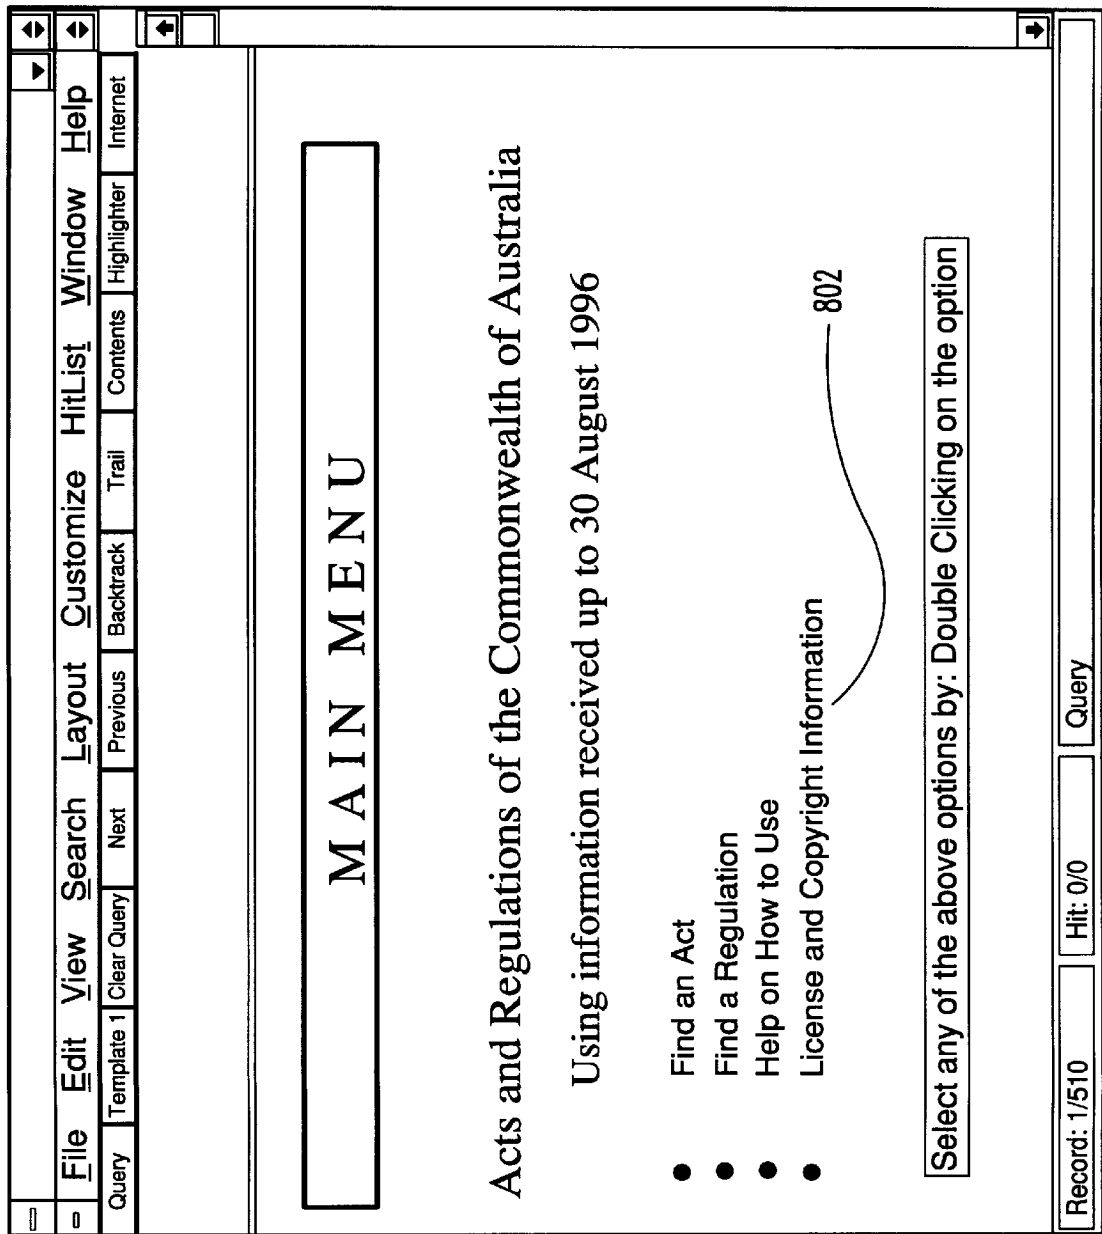 File Edit View Search Layout Customize HitList Window Help
Query Template 1 Clear Query Next Previous Backtrack Trail Contents Highlighter Internet
MAIN MENU
Acts and Regulations of the Commonwealth of Australia
Using information received up to 30 August 1996
● Find an Act
● Find a Regulation
● Help on How to Use
● License and Copyright Information
802
Select any of the above options by: Double Clicking on the option
Record: 1/510 Hit: 0/0 Query